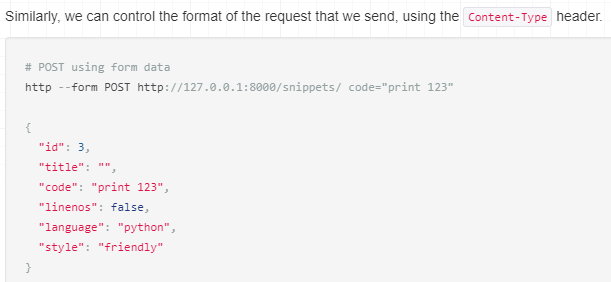 Similarly, we can control the format of the request that we send, using the Content-Type header.
# POST using form data
http --form POST http://127.0.0.1:8000/snippets/ code="print 123"
{
"id": 3,
"title": "",
"code": "print 123",
"linenos": false,
"language": "python",
"style": "friendly"
}